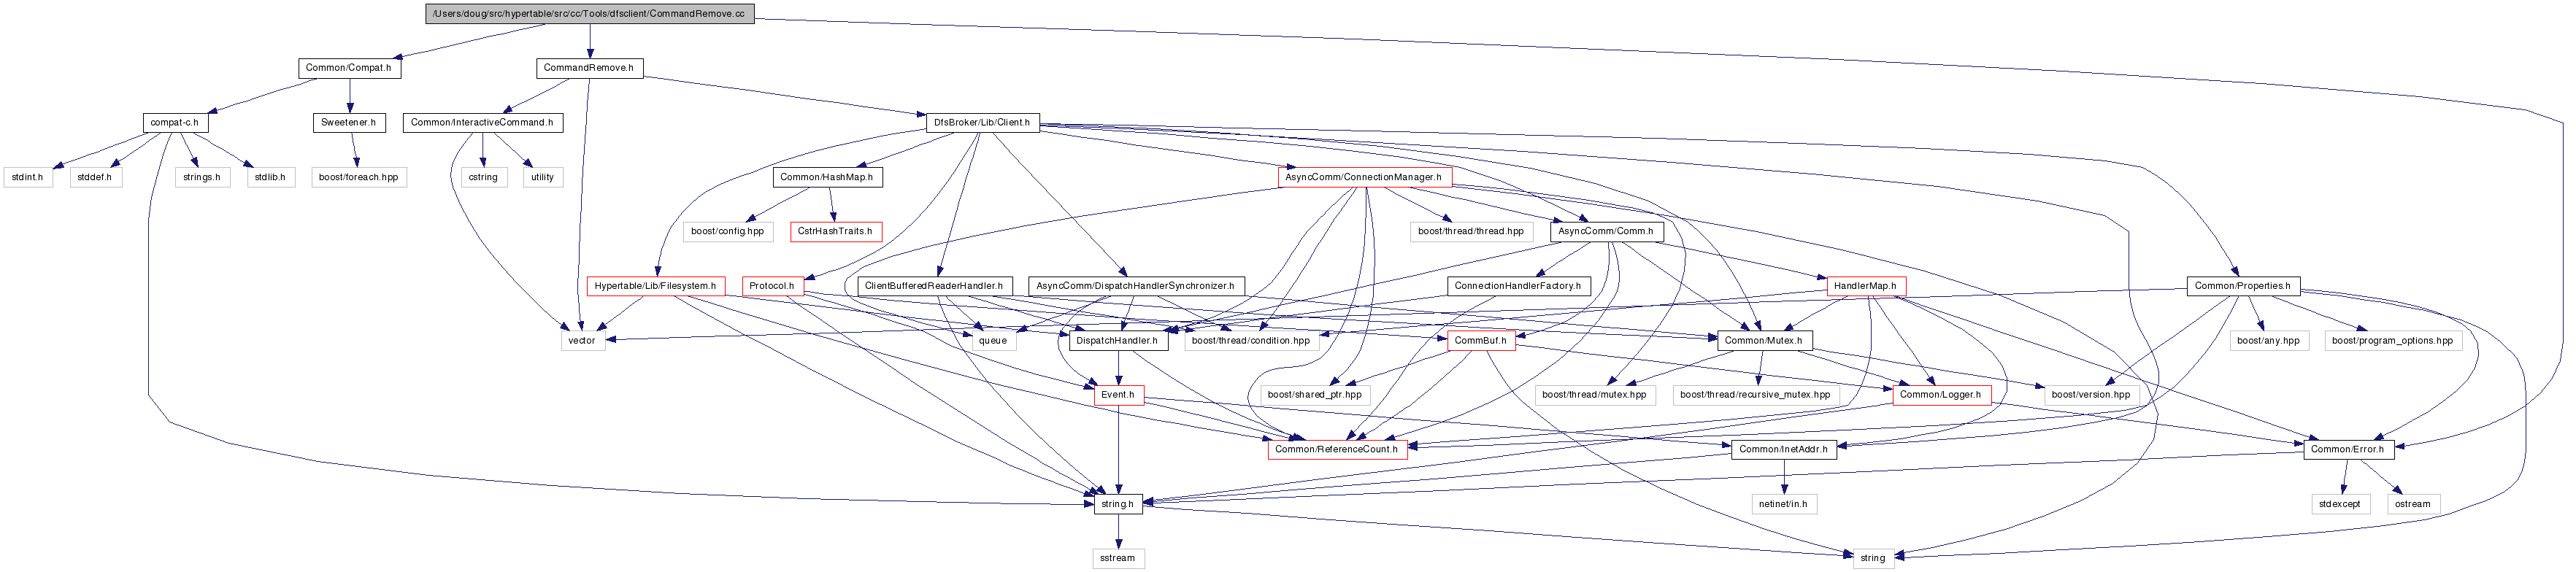 /Users/doug/src/hypertable/src/cc/Tools/dfsclient/CommandRemove.cc
Common/Compat.h
CommandRemove.h
compat-c.h
Sweetener.h
Common/InteractiveCommand.h
DfsBroker/Lib/Client.h
stdint.h
stddef.h
strings.h
stdlib.h
boost/foreach.hpp
cstring
utility
Common/HashMap.h
AsyncComm/ConnectionManager.h
boost/config.hpp
CstrHashTraits.h
boost/thread/thread.hpp
AsyncComm/Comm.h
Hypertable/Lib/Filesystem.h
Protocol.h
ClientBufferedReaderHandler.h
AsyncComm/DispatchHandlerSynchronizer.h
ConnectionHandlerFactory.h
HandlerMap.h
Common/Properties.h
vector
queue
DispatchHandler.h
boost/thread/condition.hpp
CommBuf.h
Common/Mutex.h
boost/any.hpp
boost/program_options.hpp
Event.h
boost/shared_ptr.hpp
boost/thread/mutex.hpp
boost/thread/recursive_mutex.hpp
Common/Logger.h
boost/version.hpp
Common/ReferenceCount.h
Common/InetAddr.h
Common/Error.h
string.h
netinet/in.h
stdexcept
ostream
sstream
string